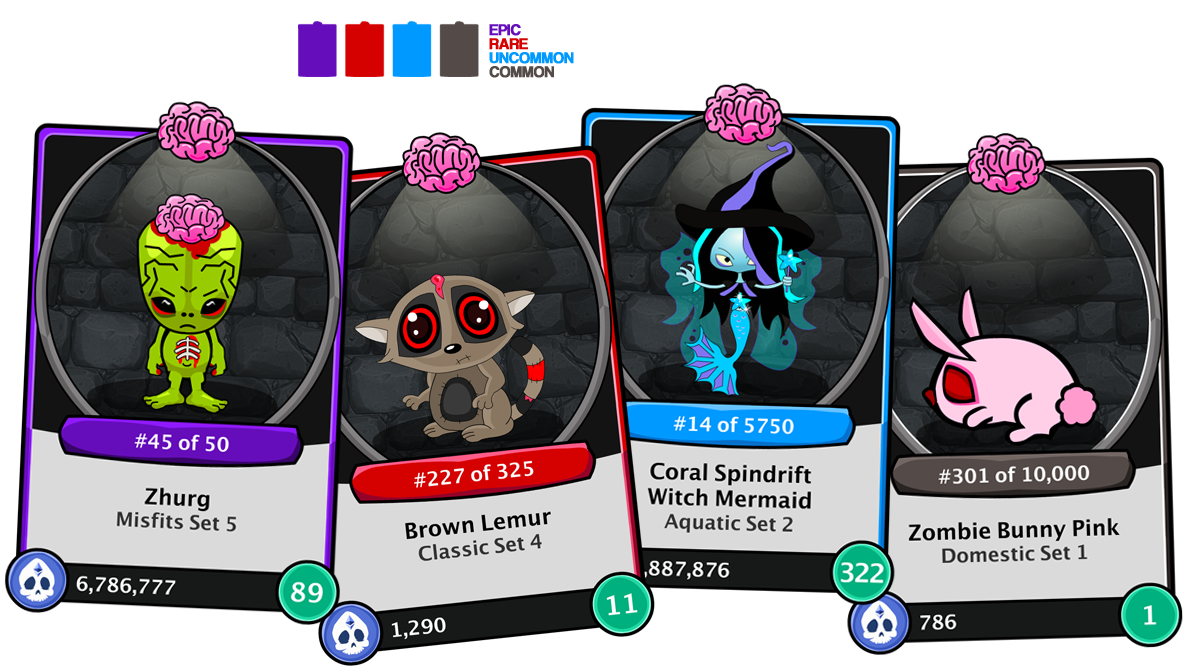 EPIC
RARE
UNCOMMON
COMMON
#45 of 50
Zhurg
Misfits Set 5
6,786,777
89
#227 of 325
Brown Lemur
Classic Set 4
1,290
11
#14 of 5750
Coral Spindrift
Witch Mermaid
Aquatic Set 2
,887,876
322
#301 of 10,000
Zombie Bunny Pink
Domestic Set 1
786
1